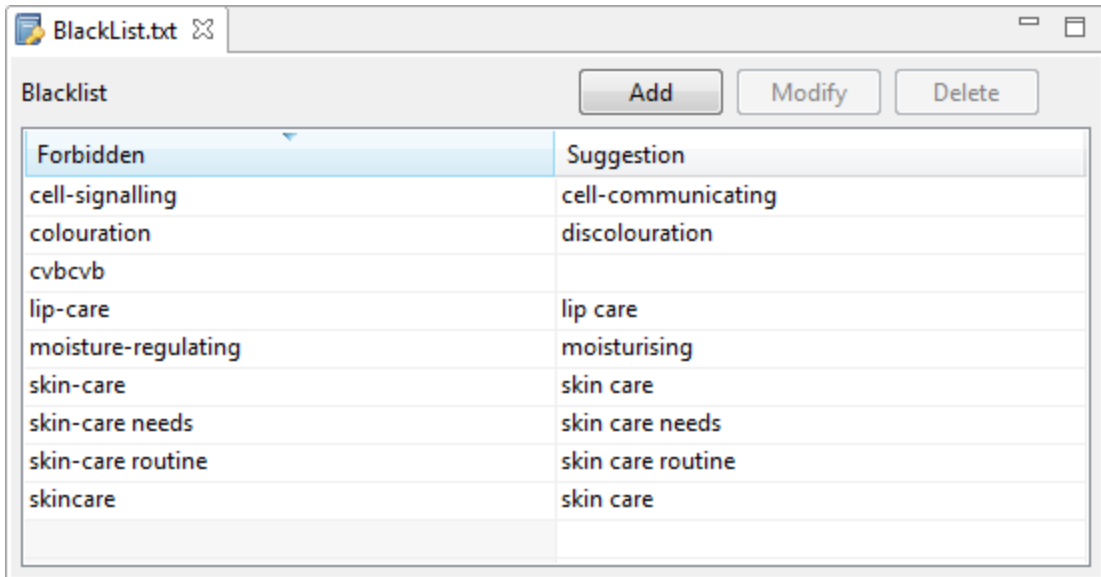 BlackList.txt
Blacklist Add Modify Delete
Forbidden Suggestion
cell-signalling cell-communicating
colouration discolouration
cvbcvb
lip-care lip care
moisture-regulating moisturising
skin-care skin care
skin-care needs skin care needs
skin-care routine skin care routine
skincare skin care